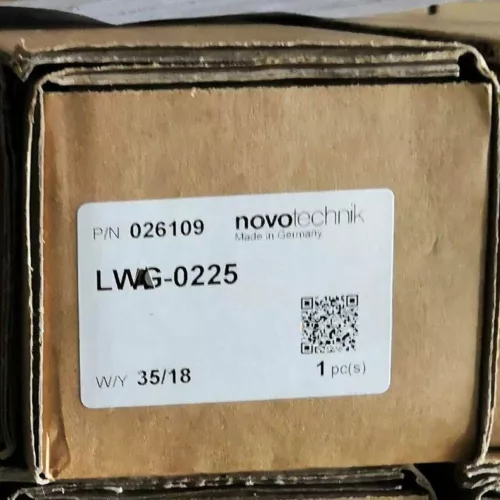 P/N 026109 novotechnik
Made in Germany
LWG-0225
W/Y 35/18 1 pc(s)